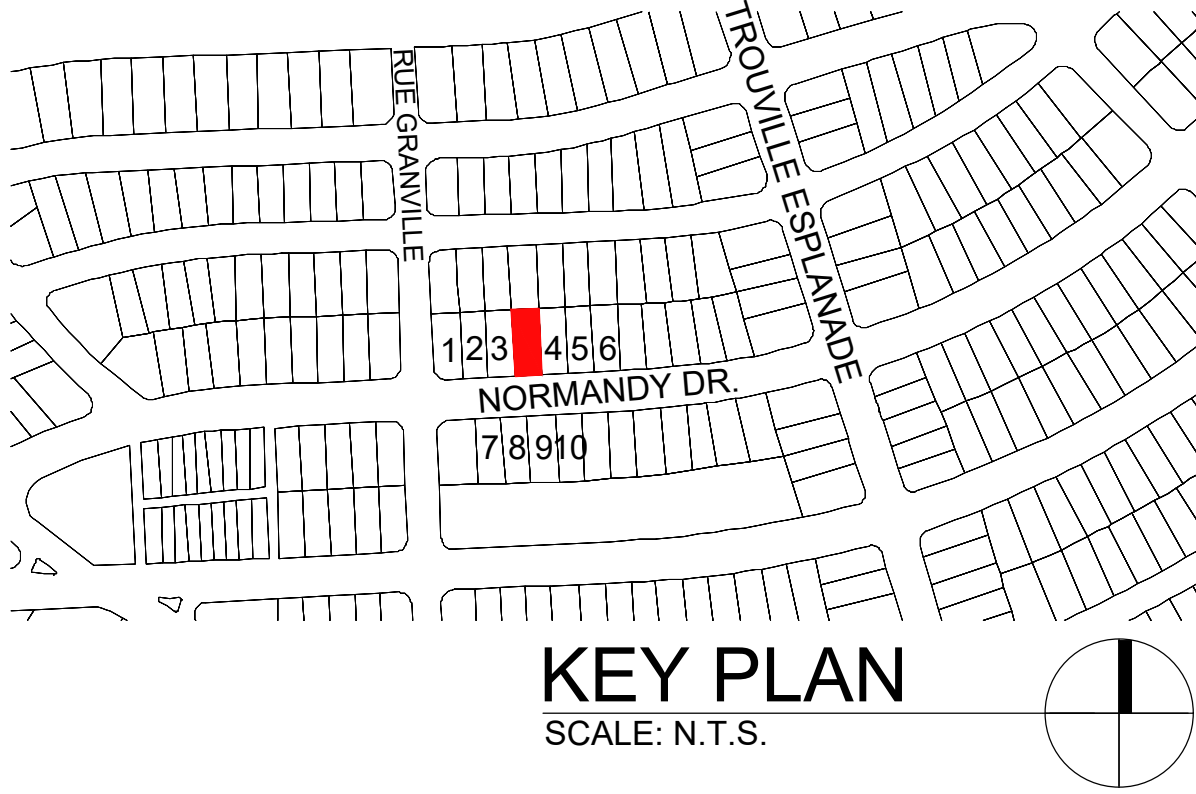 RUE GRANVILLE
TROUVILLE ESPLANADE
1 2 3 4 5 6
NORMANDY DR.
7 8 9 10
KEY PLAN
SCALE: N.T.S.